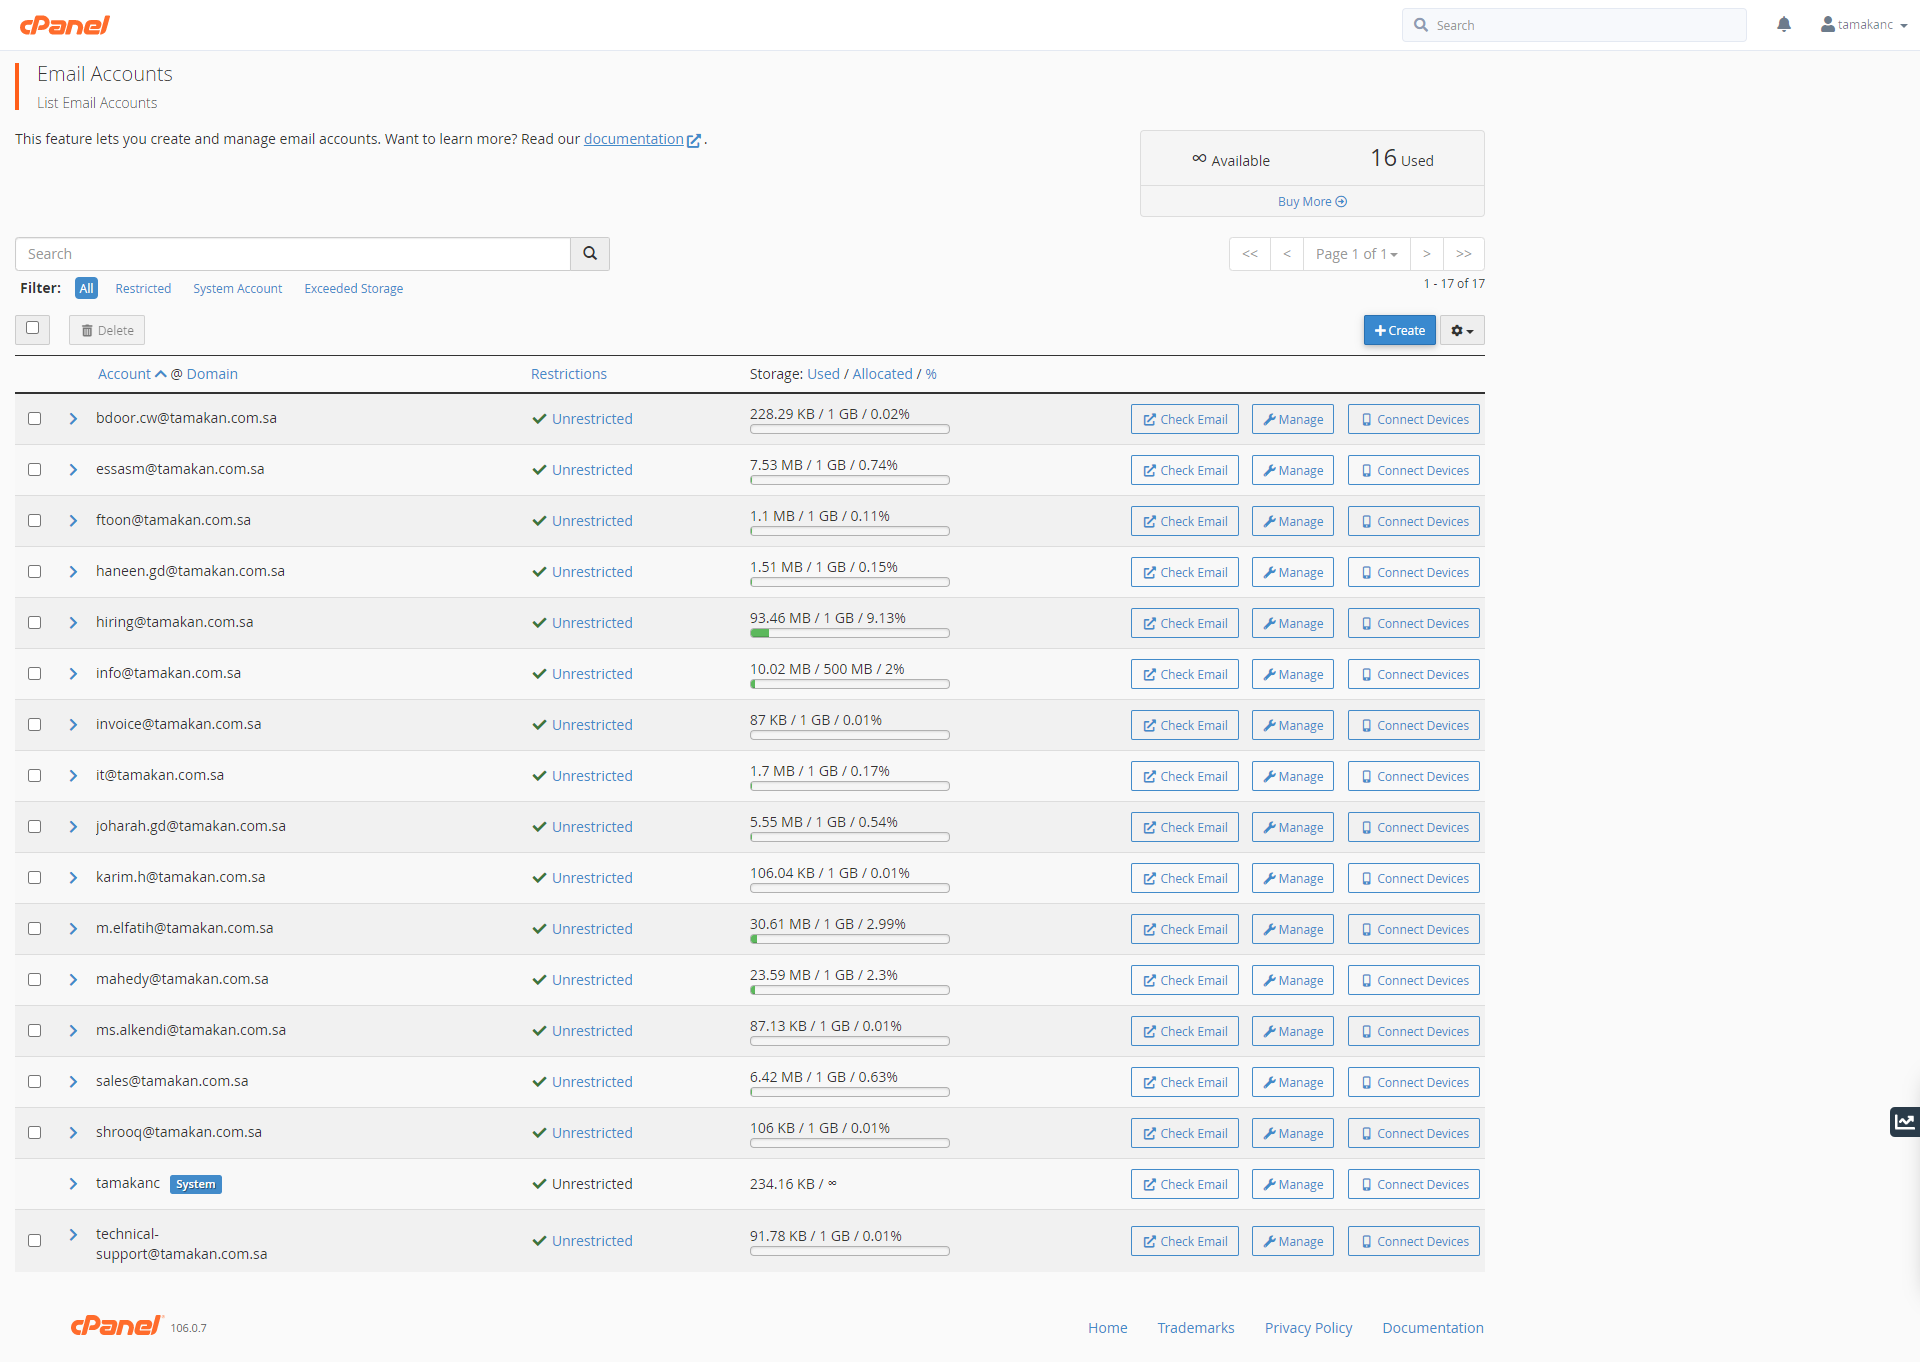 cPanel
Search
tamakanc
Email Accounts
List Email Accounts
This feature lets you create and manage email accounts. Want to learn more? Read our documentation .
∞ Available
16 Used
Buy More
Search
<<
<
Page 1 of 1
>
>>
Filter: All Restricted System Account Exceeded Storage
1 - 17 of 17
Delete
Create
Account @ Domain Restrictions Storage: Used / Allocated / %
bdoor.cw@tamakan.com.sa Unrestricted 228.29 KB / 1 GB / 0.02% Check Email Manage Connect Devices
essasm@tamakan.com.sa Unrestricted 7.53 MB / 1 GB / 0.74% Check Email Manage Connect Devices
ftoon@tamakan.com.sa Unrestricted 1.1 MB / 1 GB / 0.11% Check Email Manage Connect Devices
haneen.gd@tamakan.com.sa Unrestricted 1.51 MB / 1 GB / 0.15% Check Email Manage Connect Devices
hiring@tamakan.com.sa Unrestricted 93.46 MB / 1 GB / 9.13% Check Email Manage Connect Devices
info@tamakan.com.sa Unrestricted 10.02 MB / 500 MB / 2% Check Email Manage Connect Devices
invoice@tamakan.com.sa Unrestricted 87 KB / 1 GB / 0.01% Check Email Manage Connect Devices
it@tamakan.com.sa Unrestricted 1.7 MB / 1 GB / 0.17% Check Email Manage Connect Devices
joharah.gd@tamakan.com.sa Unrestricted 5.55 MB / 1 GB / 0.54% Check Email Manage Connect Devices
karim.h@tamakan.com.sa Unrestricted 106.04 KB / 1 GB / 0.01% Check Email Manage Connect Devices
m.elfatih@tamakan.com.sa Unrestricted 30.61 MB / 1 GB / 2.99% Check Email Manage Connect Devices
mahedy@tamakan.com.sa Unrestricted 23.59 MB / 1 GB / 2.3% Check Email Manage Connect Devices
ms.alkendi@tamakan.com.sa Unrestricted 87.13 KB / 1 GB / 0.01% Check Email Manage Connect Devices
sales@tamakan.com.sa Unrestricted 6.42 MB / 1 GB / 0.63% Check Email Manage Connect Devices
shrooq@tamakan.com.sa Unrestricted 106 KB / 1 GB / 0.01% Check Email Manage Connect Devices
tamakanc System Unrestricted 234.16 KB / ∞ Check Email Manage Connect Devices
technical-
support@tamakan.com.sa Unrestricted 91.78 KB / 1 GB / 0.01% Check Email Manage Connect Devices
cPanel 106.0.7
Home Trademarks Privacy Policy Documentation